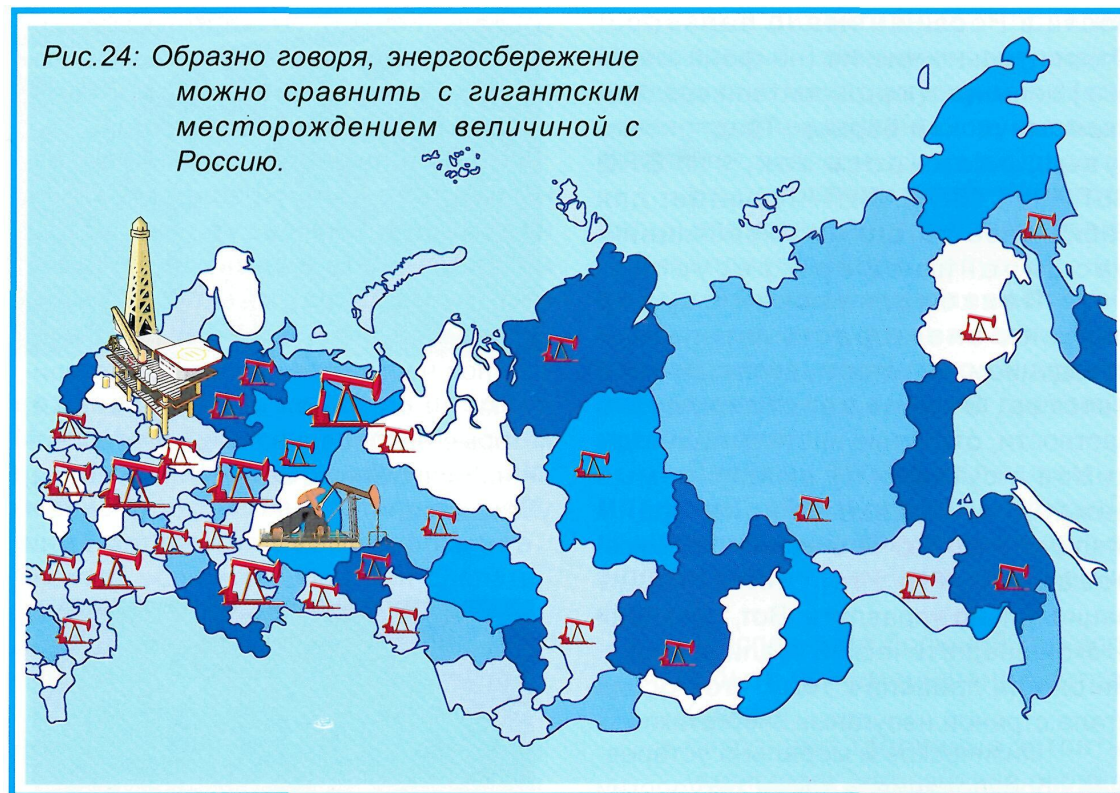 Рис.24: Образно говоря, энергосбережение
можно сравнить с гигантским
месторождением величиной с
Россию.